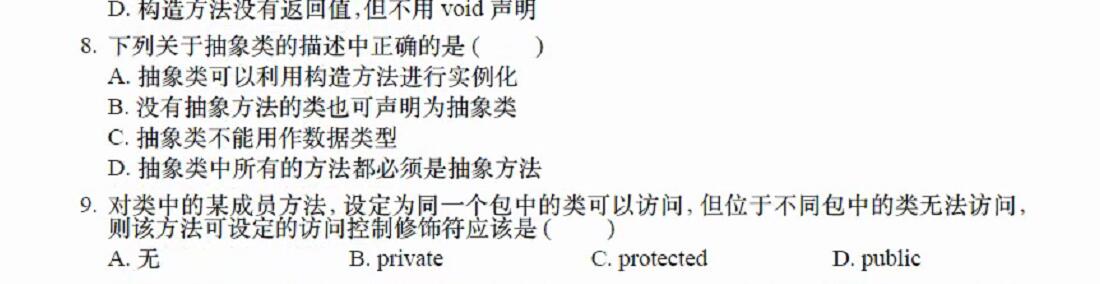 D. 构造方法没有返回值,但不用 void 声明
8. 下列关于抽象类的描述中正确的是 ( )
A. 抽象类可以利用构造方法进行实例化
B. 没有抽象方法的类也可声明为抽象类
C. 抽象类不能用作数据类型
D. 抽象类中所有的方法都必须是抽象方法
9. 对类中的某成员方法, 设定为同一个包中的类可以访问, 但位于不同包中的类无法访问,
则该方法可设定的访问控制修饰符应该是 ( )
A. 无 B. private C. protected D. public